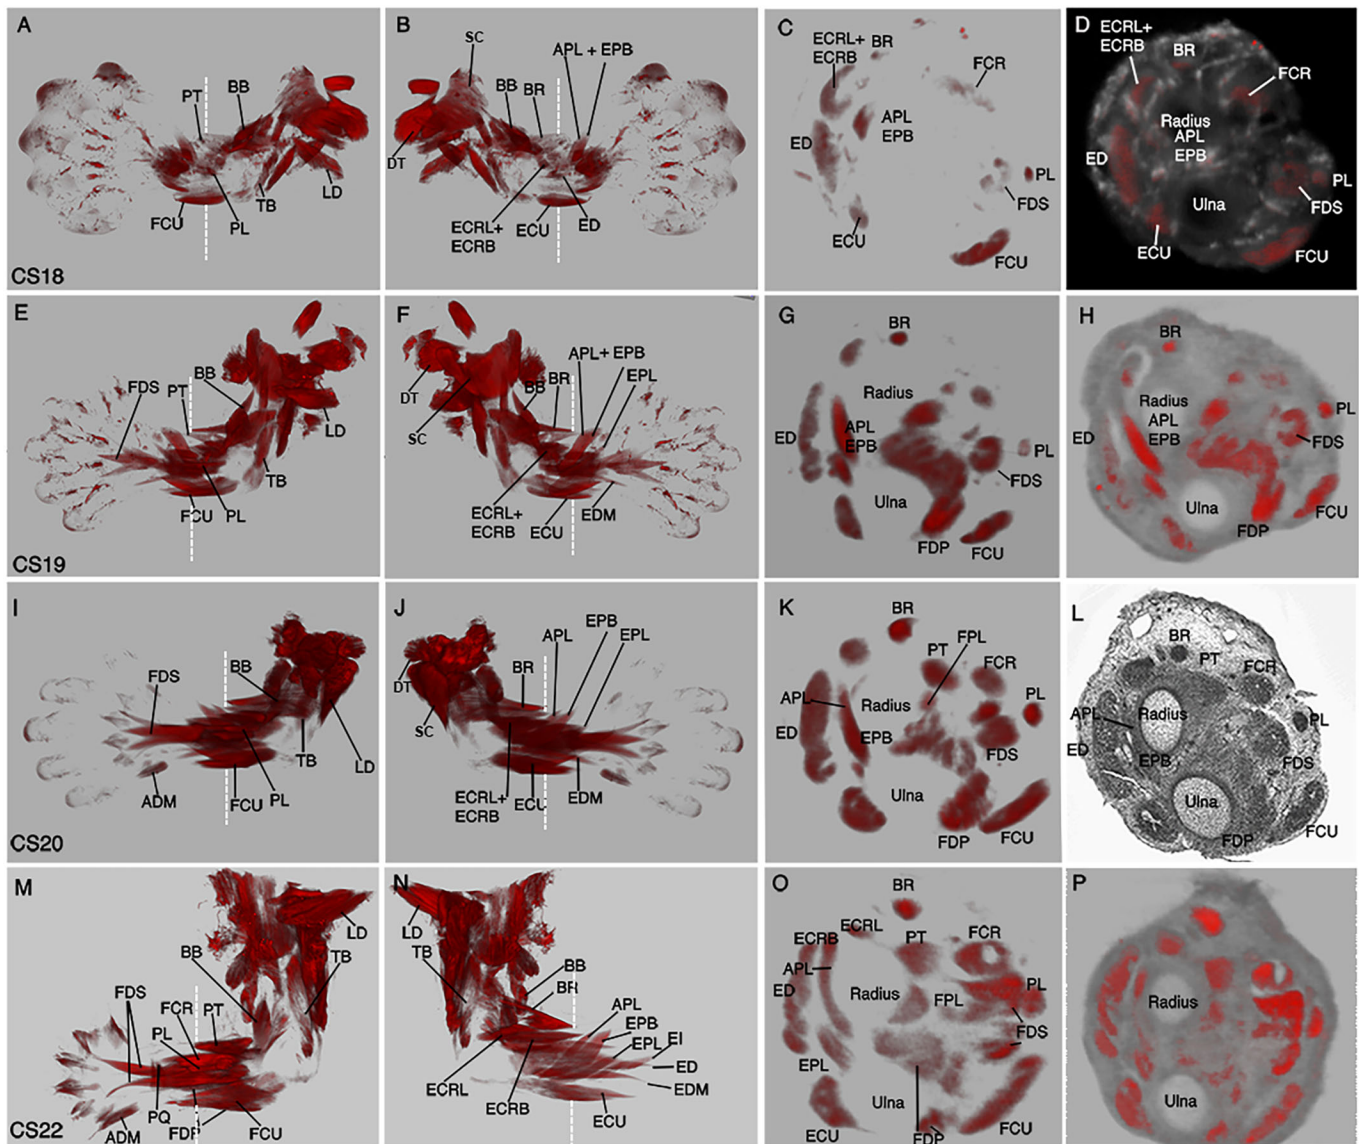 A
PT
BB
FCU
PL
TB
LD
CS18
B
SC
APL + EPB
BB
BR
DT
ECRL+
ECRB
ECU
ED
C
ECRL+
ECRB
BR
FCR
APL
EPB
ED
PL
FDS
ECU
FCU
D
ECRL+
ECRB
BR
FCR
Radius
APL
EPB
ED
PL
Ulna
FDS
ECU
FCU
E
FDS
PT
BB
LD
TB
FCU
PL
CS19
F
APL+ EPB
BB
BR
EPL
DT
SC
ECRL+
ECRB
ECU
EDM
G
BR
Radius
ED
APL
EPB
PL
FDS
Ulna
FDP
FCU
H
BR
Radius
APL
EPB
ED
PL
FDS
Ulna
FDP
FCU
I
BB
FDS
TB
LD
ADM
FCU
PL
CS20
J
APL
EPB
EPL
BR
DT
SC
ECRL+
ECRB
ECU
EDM
K
BR
PT
FPL
FCR
APL
Radius
PL
ED
EPB
FDS
Ulna
FDP
FCU
L
BR
PT
FCR
APL
Radius
PL
ED
EPB
FDS
Ulna
FDP
FCU
M
LD
BB
TB
FDS
FCR
PT
PL
PQ
ADM
FDP
FCU
CS22
N
LD
TB
BB
BR
APL
EPB
EPL
EI
ED
EDM
ECRL
ECRB
ECU
O
BR
ECRL
ECRB
PT
FCR
APL
ED
Radius
FPL
PL
FDS
EPL
Ulna
ECU
FDP
P
Radius
Ulna